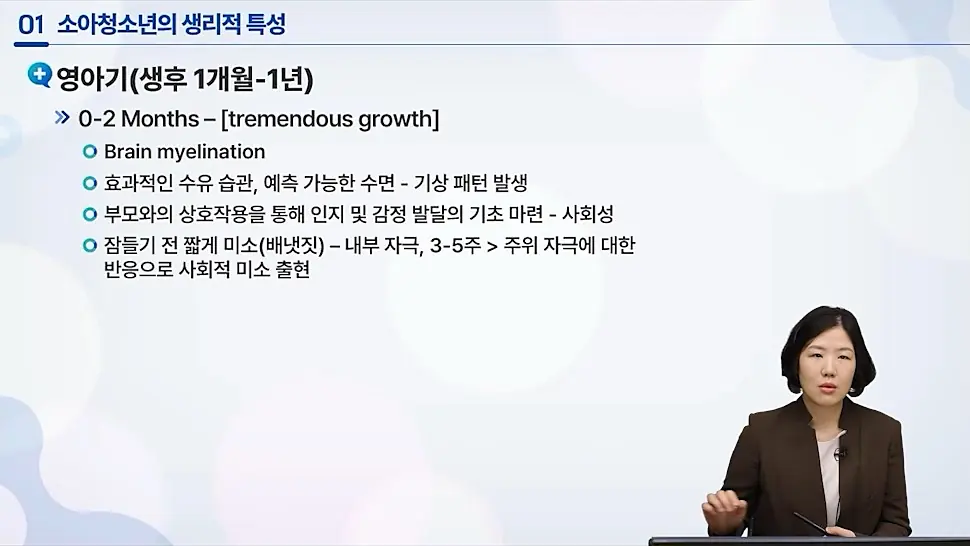 01 소아청소년의 생리적 특성
영아기(생후 1개월-1년)
0-2 Months – [tremendous growth]
Brain myelination
효과적인 수유 습관, 예측 가능한 수면 - 기상 패턴 발생
부모와의 상호작용을 통해 인지 및 감정 발달의 기초 마련 - 사회성
잠들기 전 짧게 미소(배냇짓) – 내부 자극, 3-5주 > 주위 자극에 대한
반응으로 사회적 미소 출현